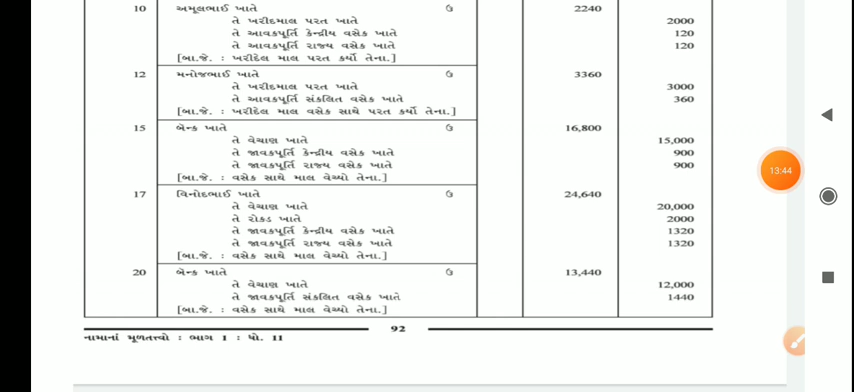 10 અમૂલભાઈ ખાતે ઉ 2240
તે ખરીદમાલ પરત ખાતે 2000
તે આવકપૂર્તિ કેન્દ્રીય વસેક ખાતે 120
તે આવકપૂર્તિ રાજ્ય વસેક ખાતે 120
[બા.જે. : ખરીદેલ માલ પરત કર્યો તેના.]
12 મનોજભાઈ ખાતે ઉ 3360
તે ખરીદમાલ પરત ખાતે 3000
તે આવકપૂર્તિ સંકલિત વસેક ખાતે 360
[બા.જે. : ખરીદેલ માલ વસેક સાથે પરત કર્યો તેના.]
15 બૅન્ક ખાતે ઉ 16,800
તે વેચાણ ખાતે 15,000
તે જાવકપૂર્તિ કેન્દ્રીય વસેક ખાતે 900
તે જાવકપૂર્તિ રાજ્ય વસેક ખાતે 900
[બા.જે. : વસેક સાથે માલ વેચ્યો તેના.]
17 વિનોદભાઈ ખાતે ઉ 24,640
તે વેચાણ ખાતે 20,000
તે રોકડ ખાતે 2000
તે જાવકપૂર્તિ કેન્દ્રીય વસેક ખાતે 1320
તે જાવકપૂર્તિ રાજ્ય વસેક ખાતે 1320
[બા.જે. : વસેક સાથે માલ વેચ્યો તેના.]
20 બૅન્ક ખાતે ઉ 13,440
તે વેચાણ ખાતે 12,000
તે જાવકપૂર્તિ સંકલિત વસેક ખાતે 1440
[બા.જે. : વસેક સાથે માલ વેચ્યો તેના.]
92
નામાનાં મૂળતત્ત્વો : ભાગ 1 : ધો. 11
13:44